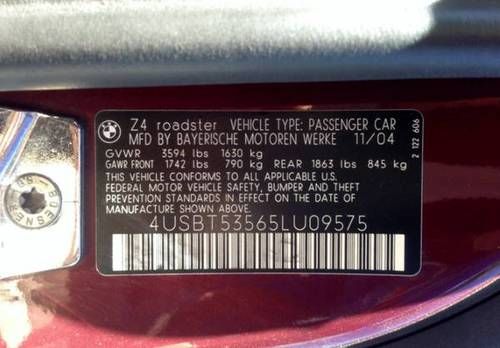 BMW
Z4 roadster VEHICLE TYPE: PASSENGER CAR
MFD BY BAYERISCHE MOTOREN WERKE 11/04
GVWR 3594 lbs 1630 kg
GAWR FRONT 1742 lbs 790 kg REAR 1863 lbs 845 kg
THIS VEHICLE CONFORMS TO ALL APPLICABLE U.S.
FEDERAL MOTOR VEHICLE SAFETY, BUMPER AND THEFT
PREVENTION STANDARDS IN EFFECT ON THE
DATE OF MANUFACTURE SHOWN ABOVE.
4USBT53565LU09575
2 122 606